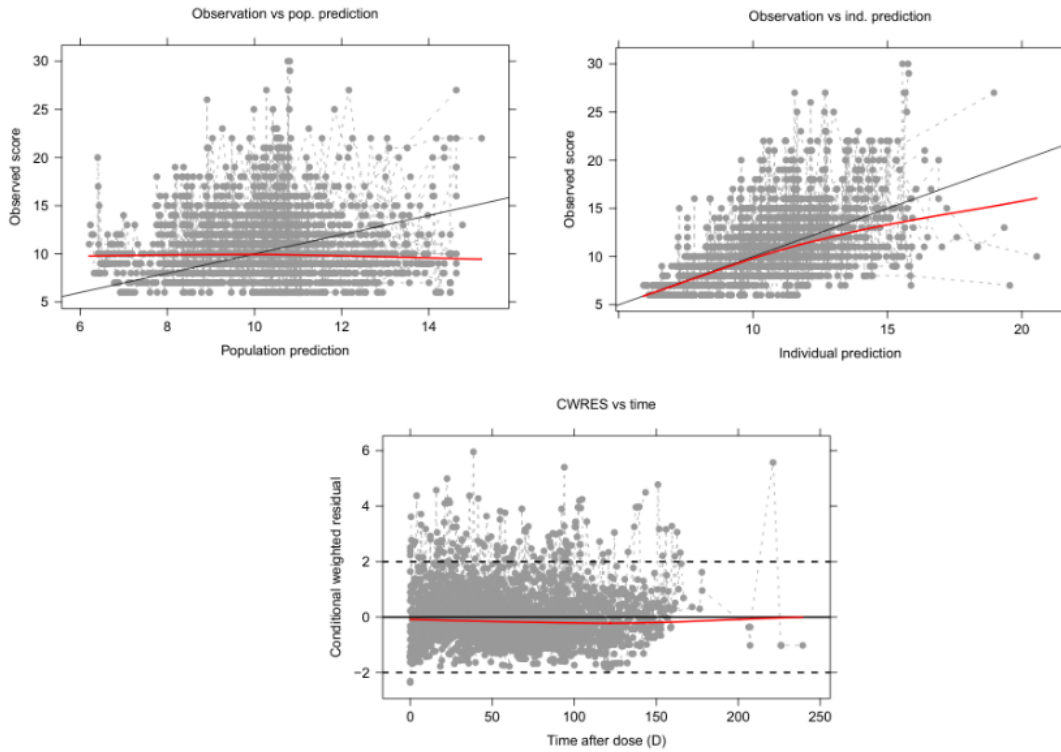 Observation vs pop. prediction
Observed score
30
25
20
15
10
5
6 8 10 12 14
Population prediction
Observation vs ind. prediction
Observed score
30
25
20
15
10
5
10 15 20
Individual prediction
CWRES vs time
Conditional weighted residual
6
4
2
0
−2
0 50 100 150 200 250
Time after dose (D)